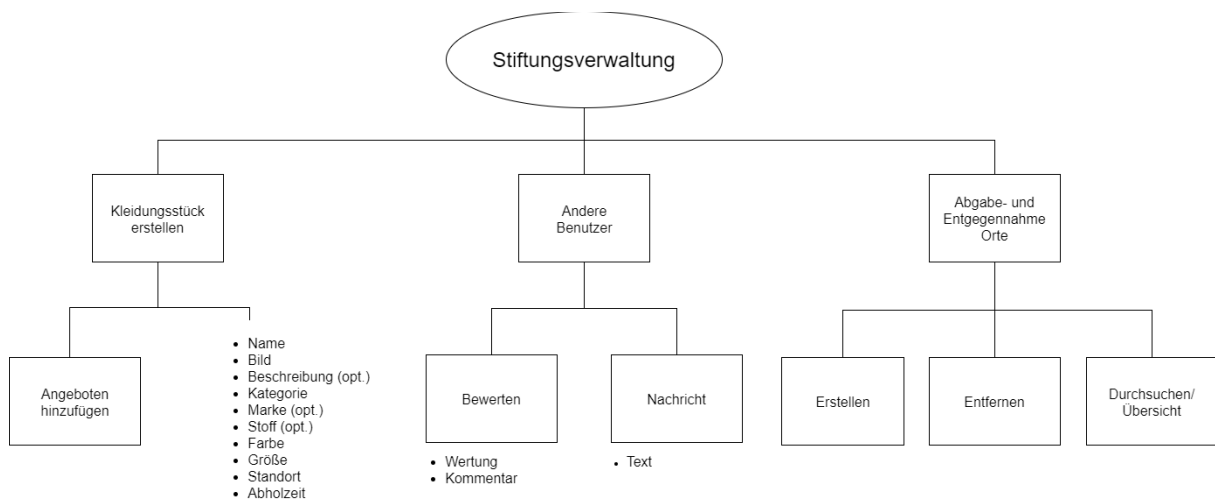 Stiftungsverwaltung
Kleidungsstück
erstellen
Andere
Benutzer
Abgabe- und
Entgegennahme
Orte
Angeboten
hinzufügen
• Name
• Bild
• Beschreibung (opt.)
• Kategorie
• Marke (opt.)
• Stoff (opt.)
• Farbe
• Größe
• Standort
• Abholzeit
Bewerten
• Wertung
• Kommentar
Nachricht
• Text
Erstellen
Entfernen
Durchsuchen/
Übersicht